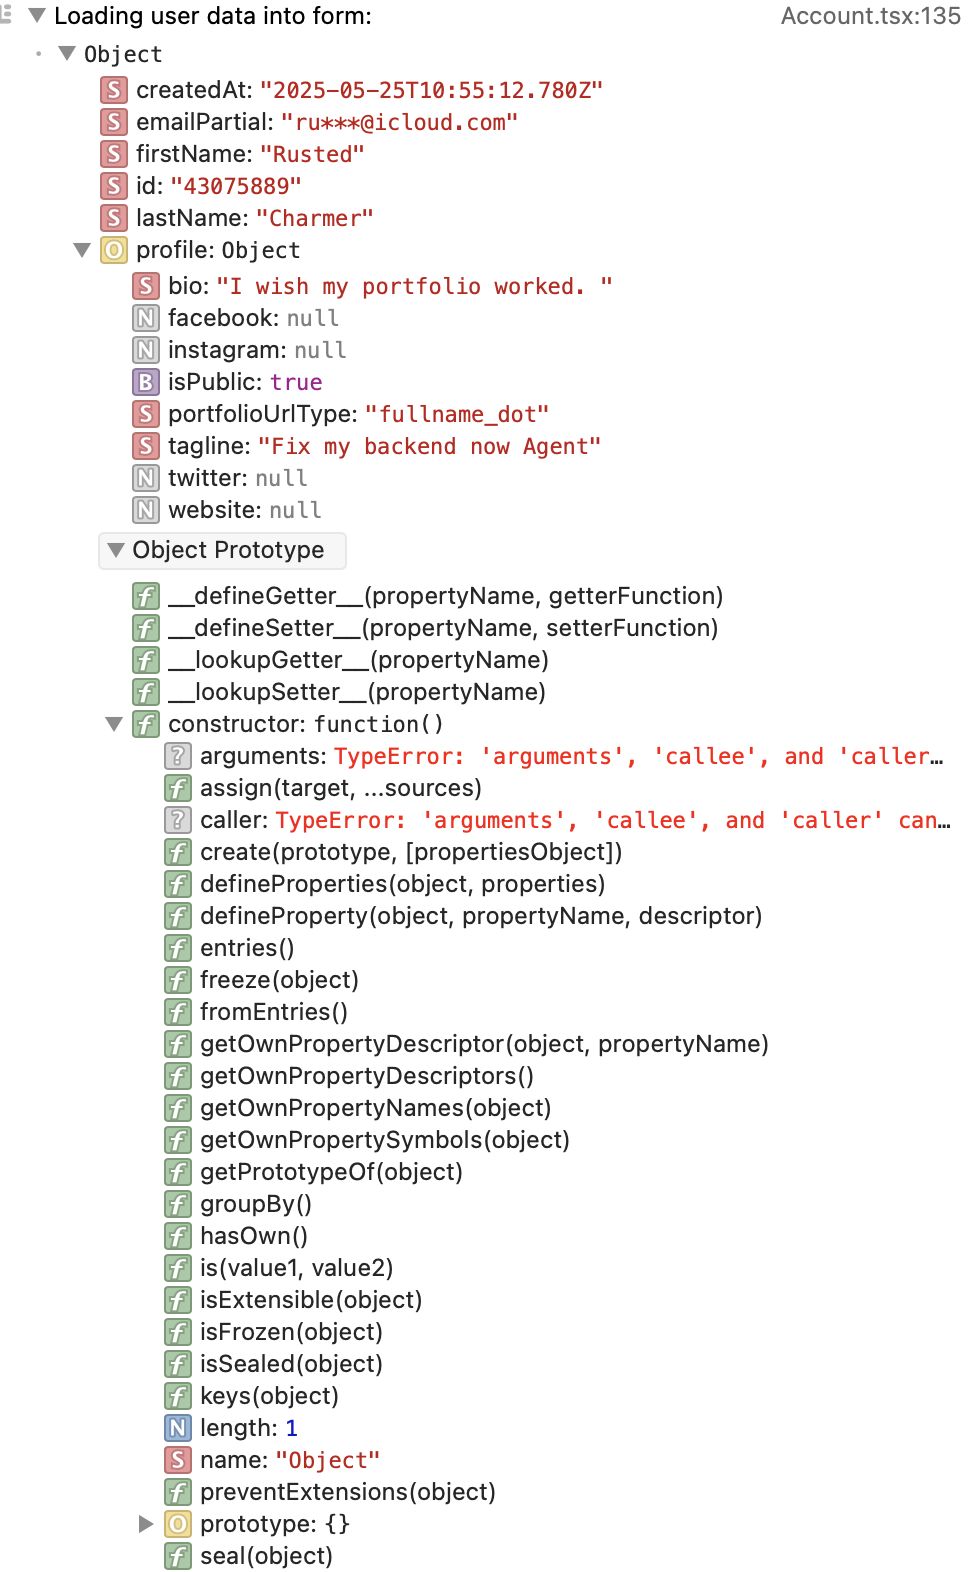 Loading user data into form: Account.tsx:135
Object
S createdAt: "2025-05-25T10:55:12.780Z"
S emailPartial: "ru***@icloud.com"
S firstName: "Rusted"
S id: "43075889"
S lastName: "Charmer"
O profile: Object
S bio: "I wish my portfolio worked. "
N facebook: null
N instagram: null
B isPublic: true
S portfolioUrlType: "fullname_dot"
S tagline: "Fix my backend now Agent"
N twitter: null
N website: null
Object Prototype
f __defineGetter__(propertyName, getterFunction)
f __defineSetter__(propertyName, setterFunction)
f __lookupGetter__(propertyName)
f __lookupSetter__(propertyName)
f constructor: function()
? arguments: TypeError: 'arguments', 'callee', and 'caller…
f assign(target, ...sources)
? caller: TypeError: 'arguments', 'callee', and 'caller' can…
f create(prototype, [propertiesObject])
f defineProperties(object, properties)
f defineProperty(object, propertyName, descriptor)
f entries()
f freeze(object)
f fromEntries()
f getOwnPropertyDescriptor(object, propertyName)
f getOwnPropertyDescriptors()
f getOwnPropertyNames(object)
f getOwnPropertySymbols(object)
f getPrototypeOf(object)
f groupBy()
f hasOwn()
f is(value1, value2)
f isExtensible(object)
f isFrozen(object)
f isSealed(object)
f keys(object)
N length: 1
S name: "Object"
f preventExtensions(object)
O prototype: {}
f seal(object)